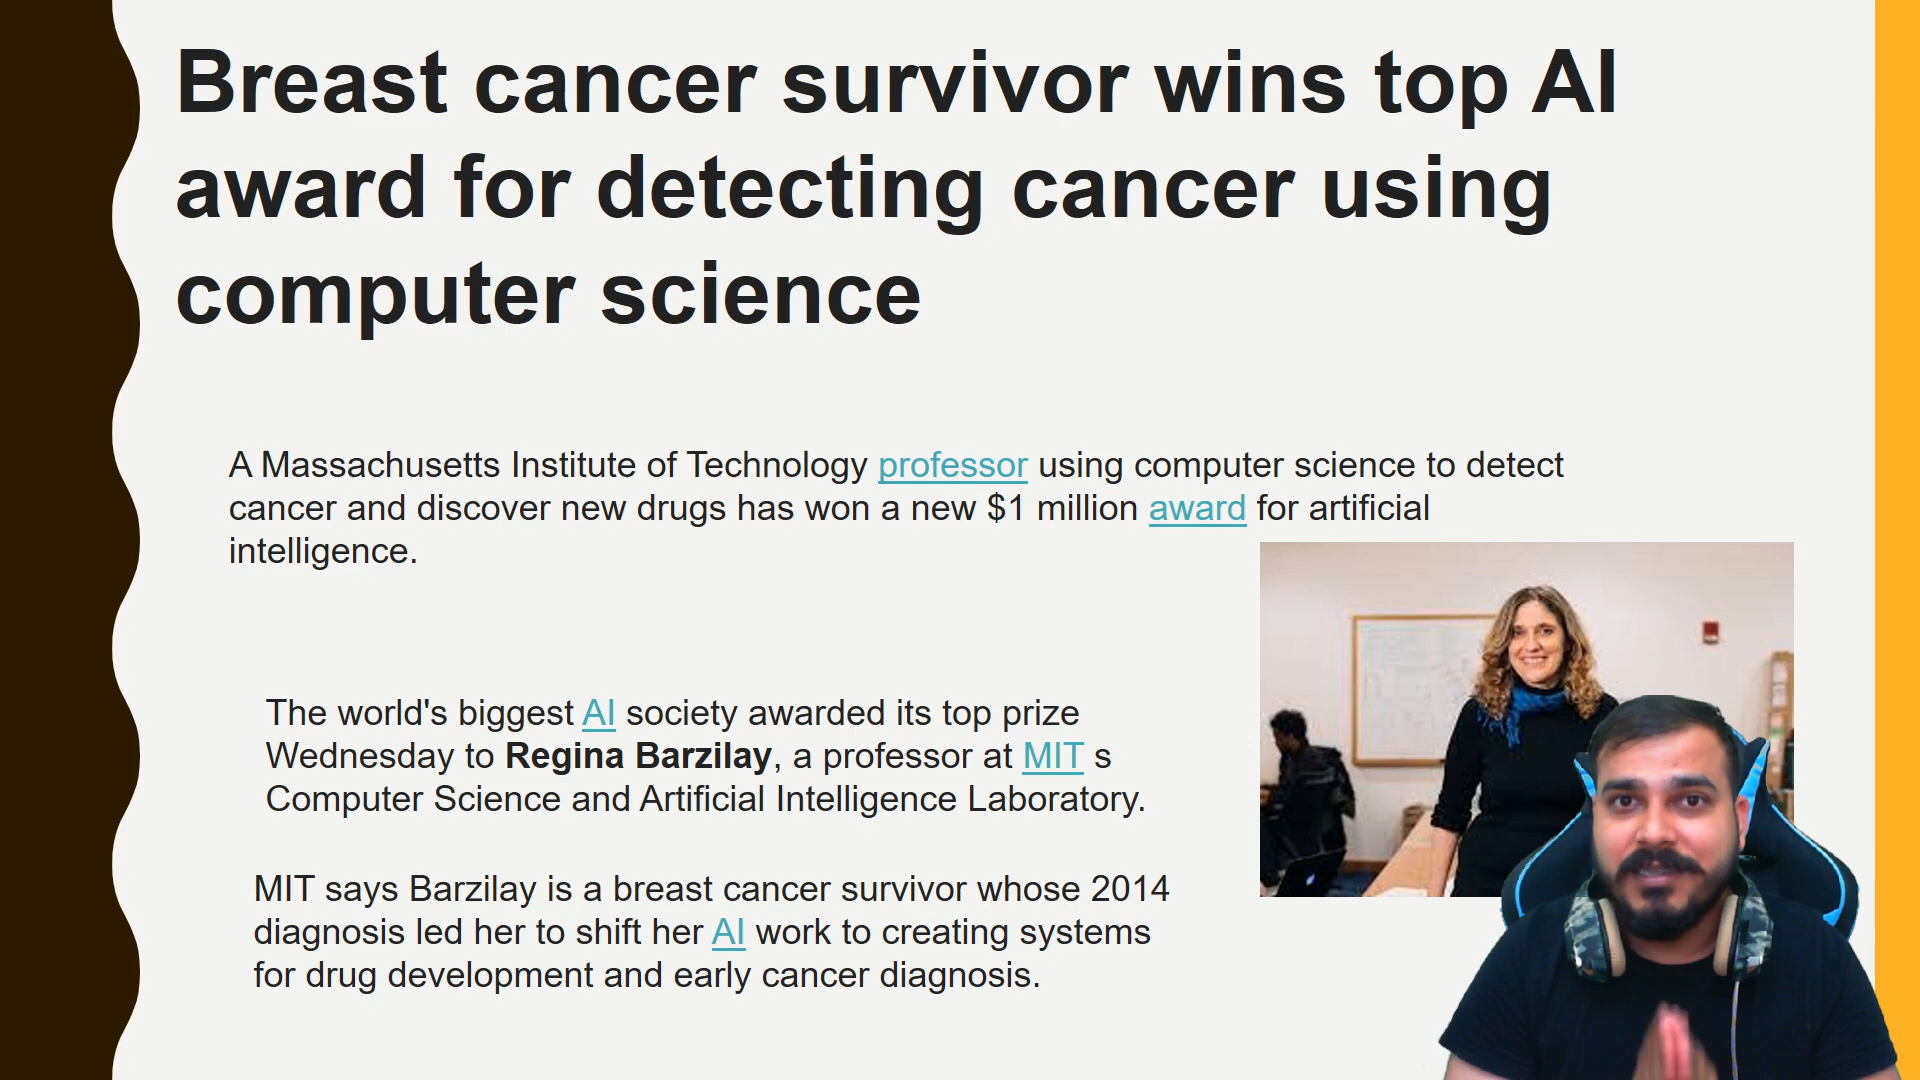 Breast cancer survivor wins top AI
award for detecting cancer using
computer science
A Massachusetts Institute of Technology professor using computer science to detect
cancer and discover new drugs has won a new $1 million award for artificial
intelligence.
The world's biggest AI society awarded its top prize
Wednesday to Regina Barzilay, a professor at MIT s
Computer Science and Artificial Intelligence Laboratory.
MIT says Barzilay is a breast cancer survivor whose 2014
diagnosis led her to shift her AI work to creating systems
for drug development and early cancer diagnosis.